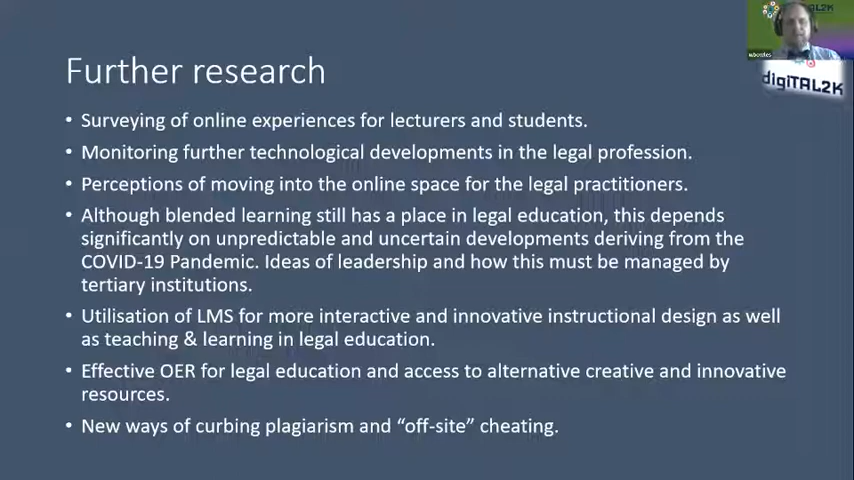 Further research
• Surveying of online experiences for lecturers and students.
• Monitoring further technological developments in the legal profession.
• Perceptions of moving into the online space for the legal practitioners.
• Although blended learning still has a place in legal education, this depends
significantly on unpredictable and uncertain developments deriving from the
COVID-19 Pandemic. Ideas of leadership and how this must be managed by
tertiary institutions.
• Utilisation of LMS for more interactive and innovative instructional design as well
as teaching & learning in legal education.
• Effective OER for legal education and access to alternative creative and innovative
resources.
• New ways of curbing plagiarism and “off-site” cheating.
digiTAL2K